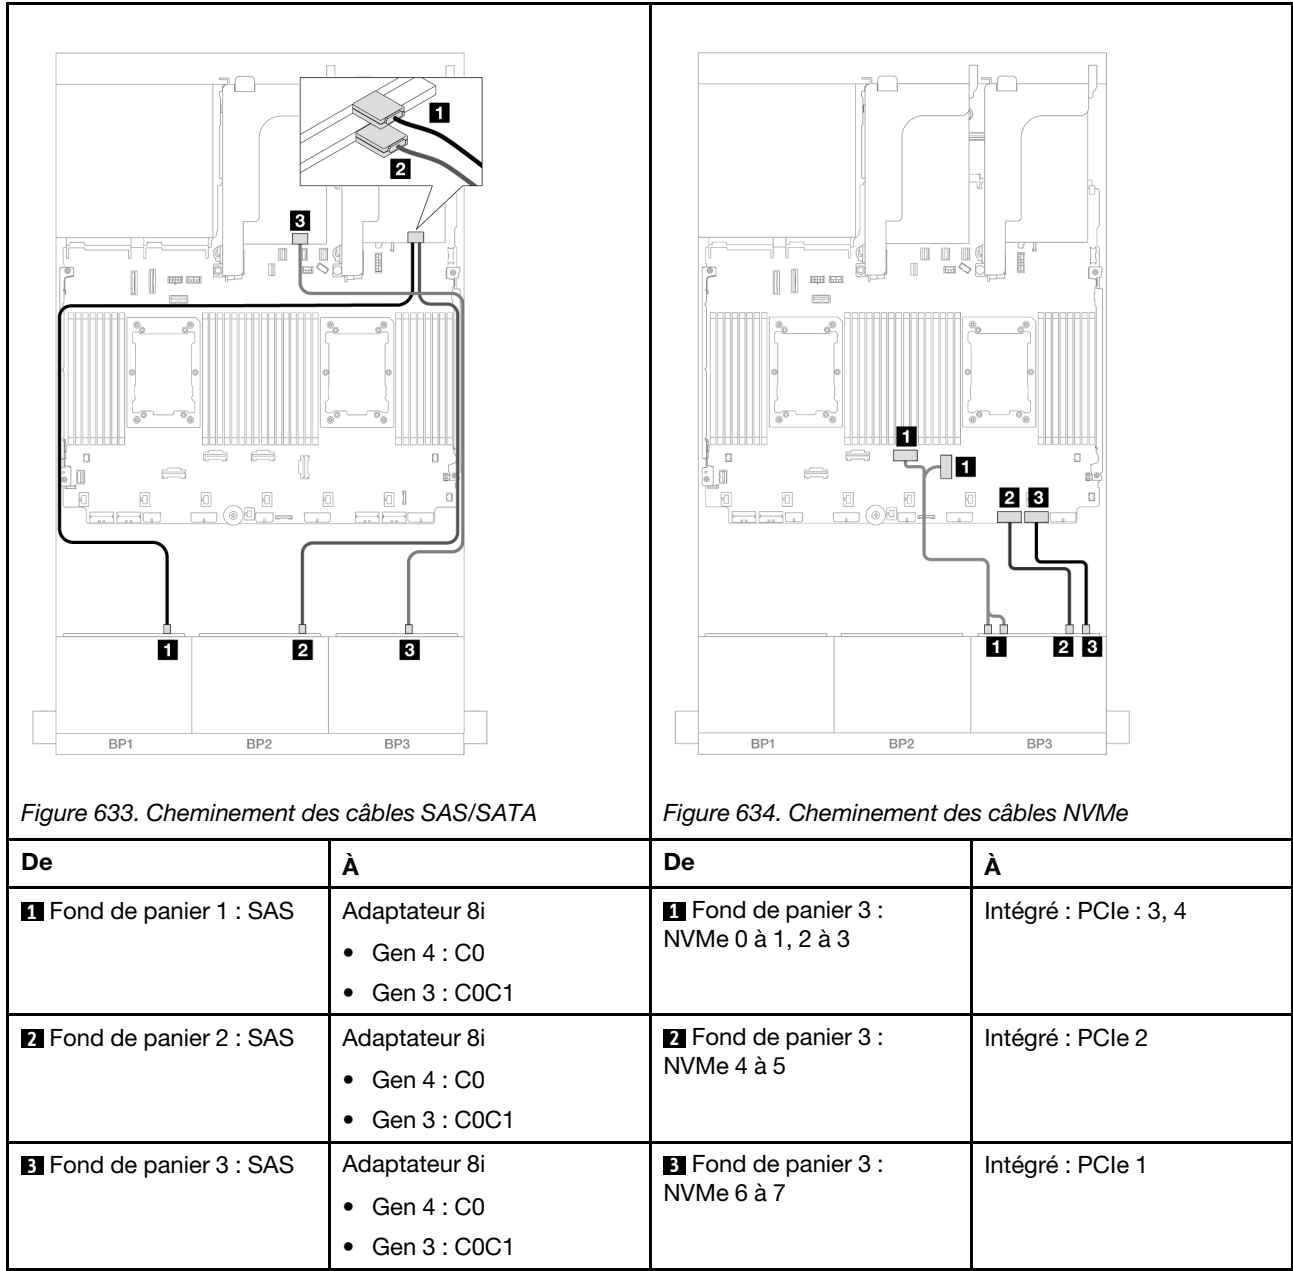 1
2
3
1
2
3
BP1
BP2
BP3
Figure 633. Cheminement des câbles SAS/SATA
1
1
2
3
1
2
3
BP1
BP2
BP3
Figure 634. Cheminement des câbles NVMe
De
À
De
À
1 Fond de panier 1 : SAS
Adaptateur 8i
• Gen 4 : C0
• Gen 3 : C0C1
1 Fond de panier 3 :
NVMe 0 à 1, 2 à 3
Intégré : PCIe : 3, 4
2 Fond de panier 2 : SAS
Adaptateur 8i
• Gen 4 : C0
• Gen 3 : C0C1
2 Fond de panier 3 :
NVMe 4 à 5
Intégré : PCIe 2
3 Fond de panier 3 : SAS
Adaptateur 8i
• Gen 4 : C0
• Gen 3 : C0C1
3 Fond de panier 3 :
NVMe 6 à 7
Intégré : PCIe 1